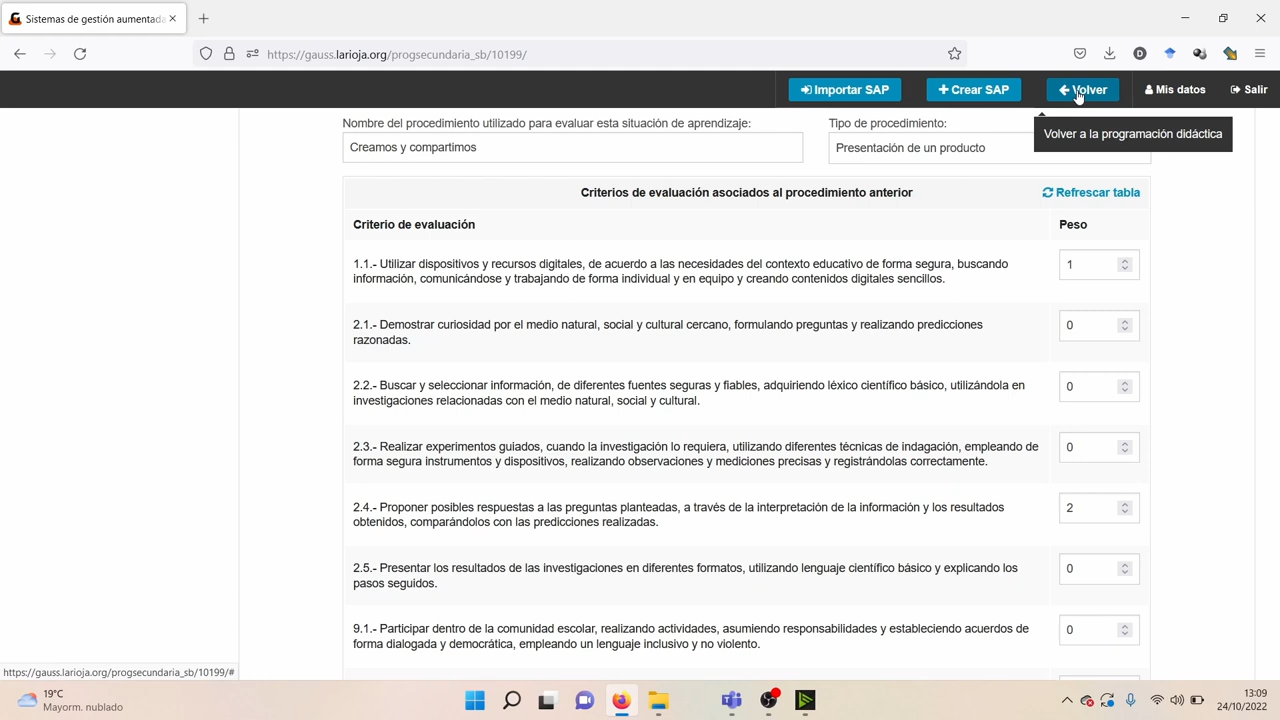 Sistemas de gestión aumentada
https://gauss.larioja.org/progsecundaria_sb/10199/
Importar SAP
Crear SAP
Volver
Mis datos
Salir
Volver a la programación didáctica
Nombre del procedimiento utilizado para evaluar esta situación de aprendizaje:
Tipo de procedimiento:
Creamos y compartimos
Presentación de un producto
Criterios de evaluación asociados al procedimiento anterior
Refrescar tabla
Criterio de evaluación
Peso
1.1.- Utilizar dispositivos y recursos digitales, de acuerdo a las necesidades del contexto educativo de forma segura, buscando
información, comunicándose y trabajando de forma individual y en equipo y creando contenidos digitales sencillos.
1
2.1.- Demostrar curiosidad por el medio natural, social y cultural cercano, formulando preguntas y realizando predicciones
razonadas.
0
2.2.- Buscar y seleccionar información, de diferentes fuentes seguras y fiables, adquiriendo léxico científico básico, utilizándola en
investigaciones relacionadas con el medio natural, social y cultural.
0
2.3.- Realizar experimentos guiados, cuando la investigación lo requiera, utilizando diferentes técnicas de indagación, empleando de
forma segura instrumentos y dispositivos, realizando observaciones y mediciones precisas y registrándolas correctamente.
0
2.4.- Proponer posibles respuestas a las preguntas planteadas, a través de la interpretación de la información y los resultados
obtenidos, comparándolos con las predicciones realizadas.
2
2.5.- Presentar los resultados de las investigaciones en diferentes formatos, utilizando lenguaje científico básico y explicando los
pasos seguidos.
0
9.1.- Participar dentro de la comunidad escolar, realizando actividades, asumiendo responsabilidades y estableciendo acuerdos de
forma dialogada y democrática, empleando un lenguaje inclusivo y no violento.
0
https://gauss.larioja.org/progsecundaria_sb/10199/#
19°C
Mayorm. nublado
13:09
24/10/2022